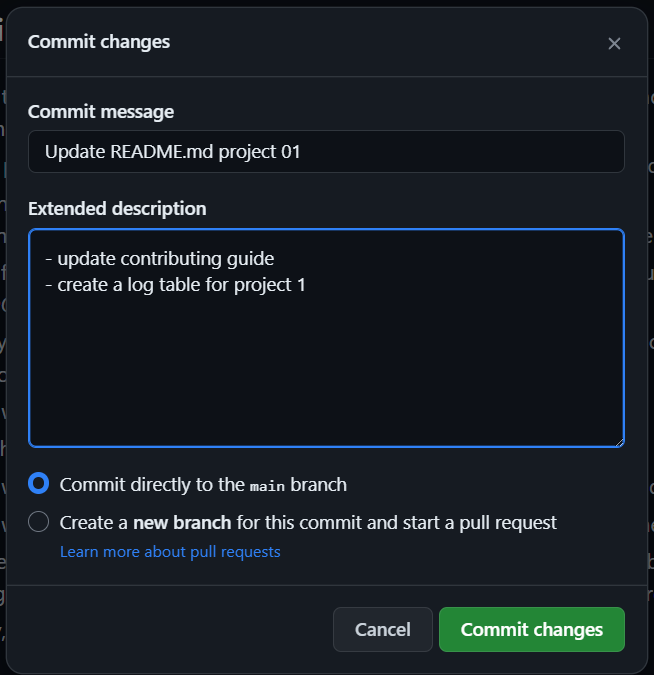 Commit changes
Commit message
Update README.md project 01
Extended description
- update contributing guide
- create a log table for project 1
Commit directly to the main branch
Create a new branch for this commit and start a pull request
Learn more about pull requests
Cancel
Commit changes